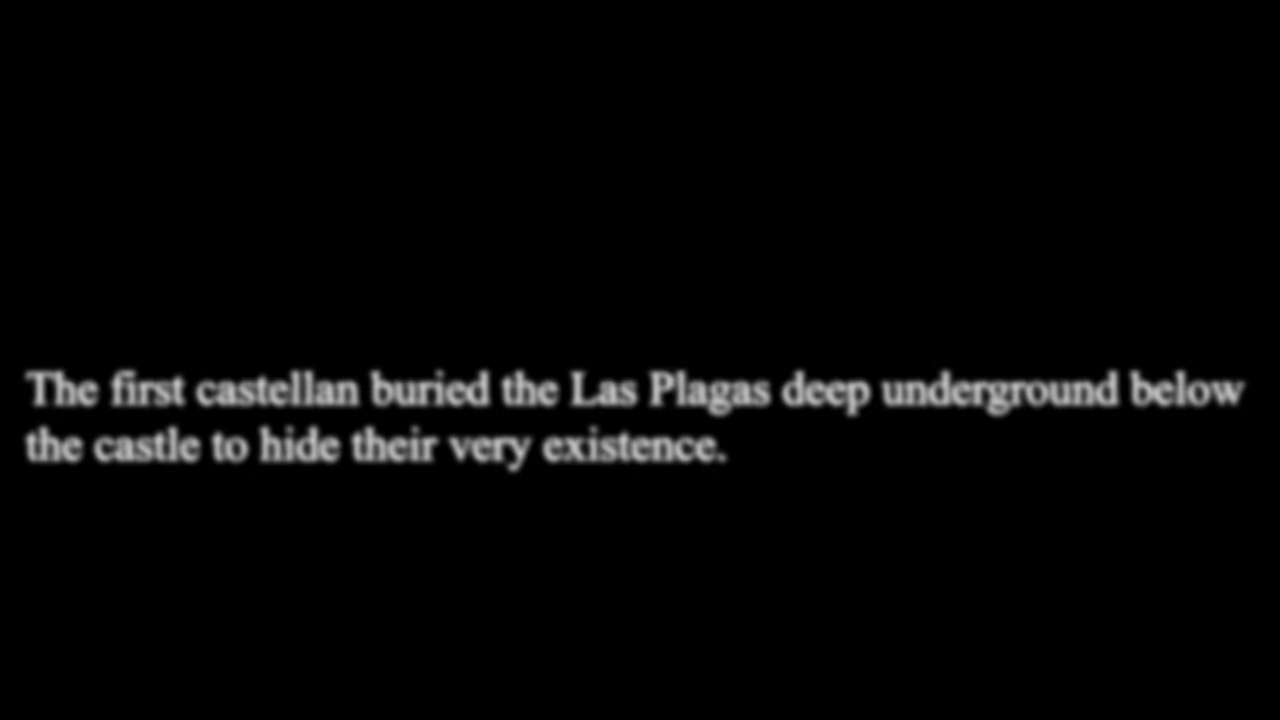 The first castellan buried the Las Plagas deep underground below
the castle to hide their very existence.